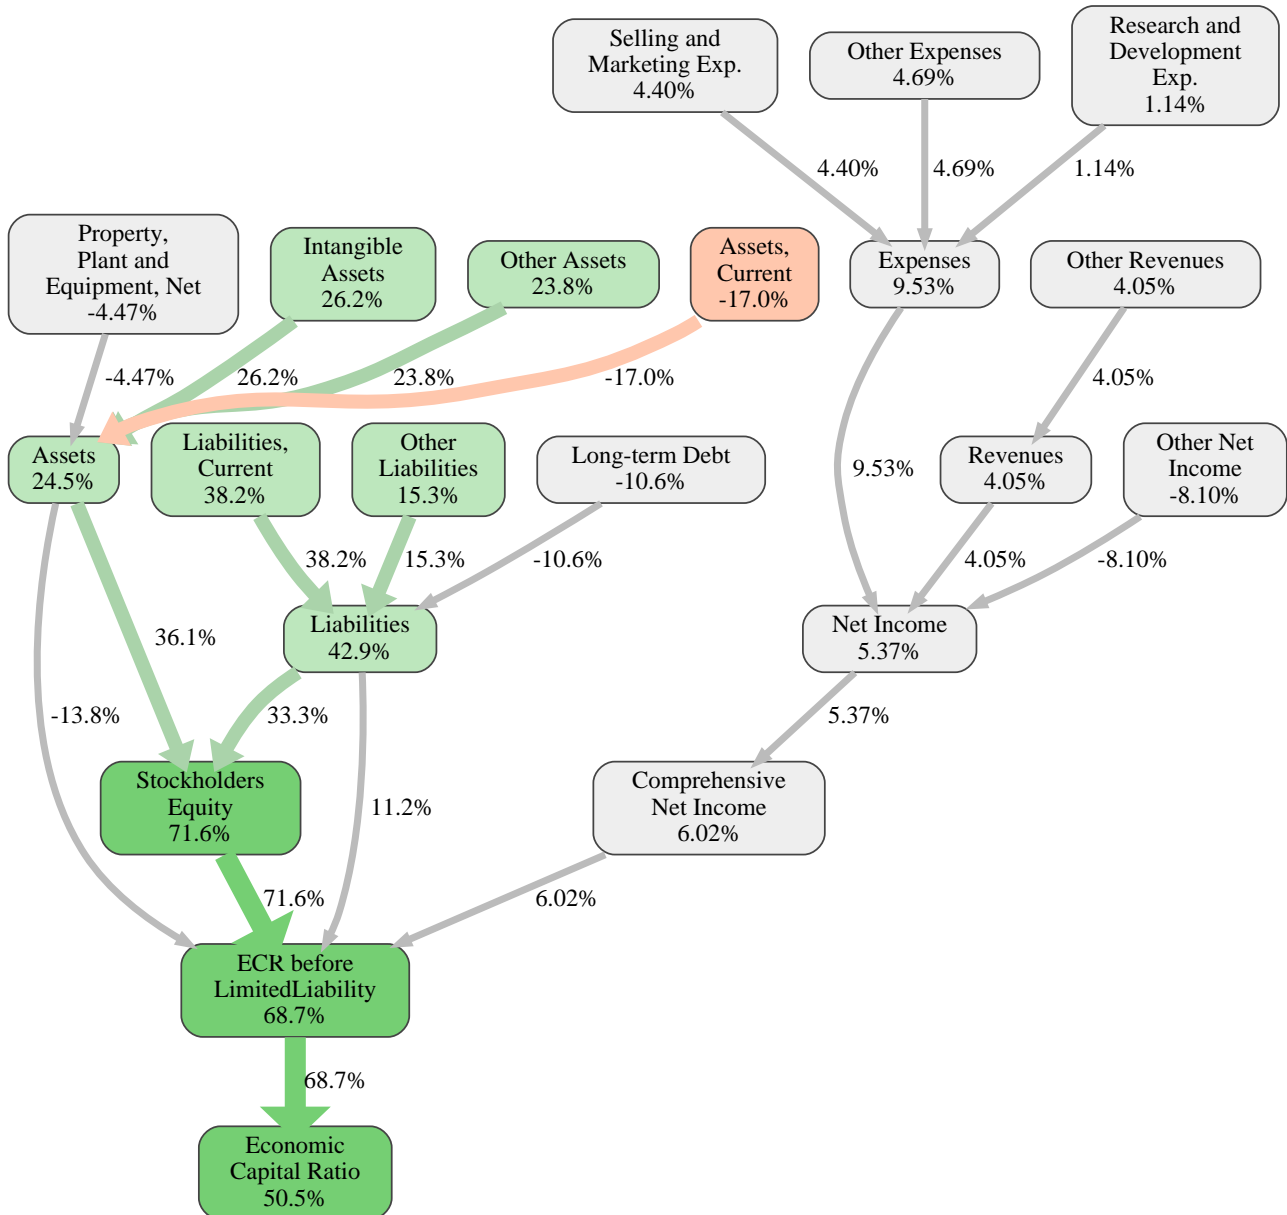 Selling and
Marketing Exp.
4.40%
Other Expenses
4.69%
Research and
Development
Exp.
1.14%
4.40%
4.69%
1.14%
Property,
Plant and
Equipment, Net
-4.47%
Intangible
Assets
26.2%
Other Assets
23.8%
Assets,
Current
-17.0%
Expenses
9.53%
Other Revenues
4.05%
-4.47%
26.2%
23.8%
-17.0%
4.05%
Assets
24.5%
Liabilities,
Current
38.2%
Other
Liabilities
15.3%
Long-term Debt
-10.6%
9.53%
Revenues
4.05%
Other Net
Income
-8.10%
38.2%
15.3%
-10.6%
4.05%
-8.10%
36.1%
Liabilities
42.9%
Net Income
5.37%
-13.8%
33.3%
5.37%
Stockholders
Equity
71.6%
11.2%
Comprehensive
Net Income
6.02%
71.6%
6.02%
ECR before
LimitedLiability
68.7%
68.7%
Economic
Capital Ratio
50.5%